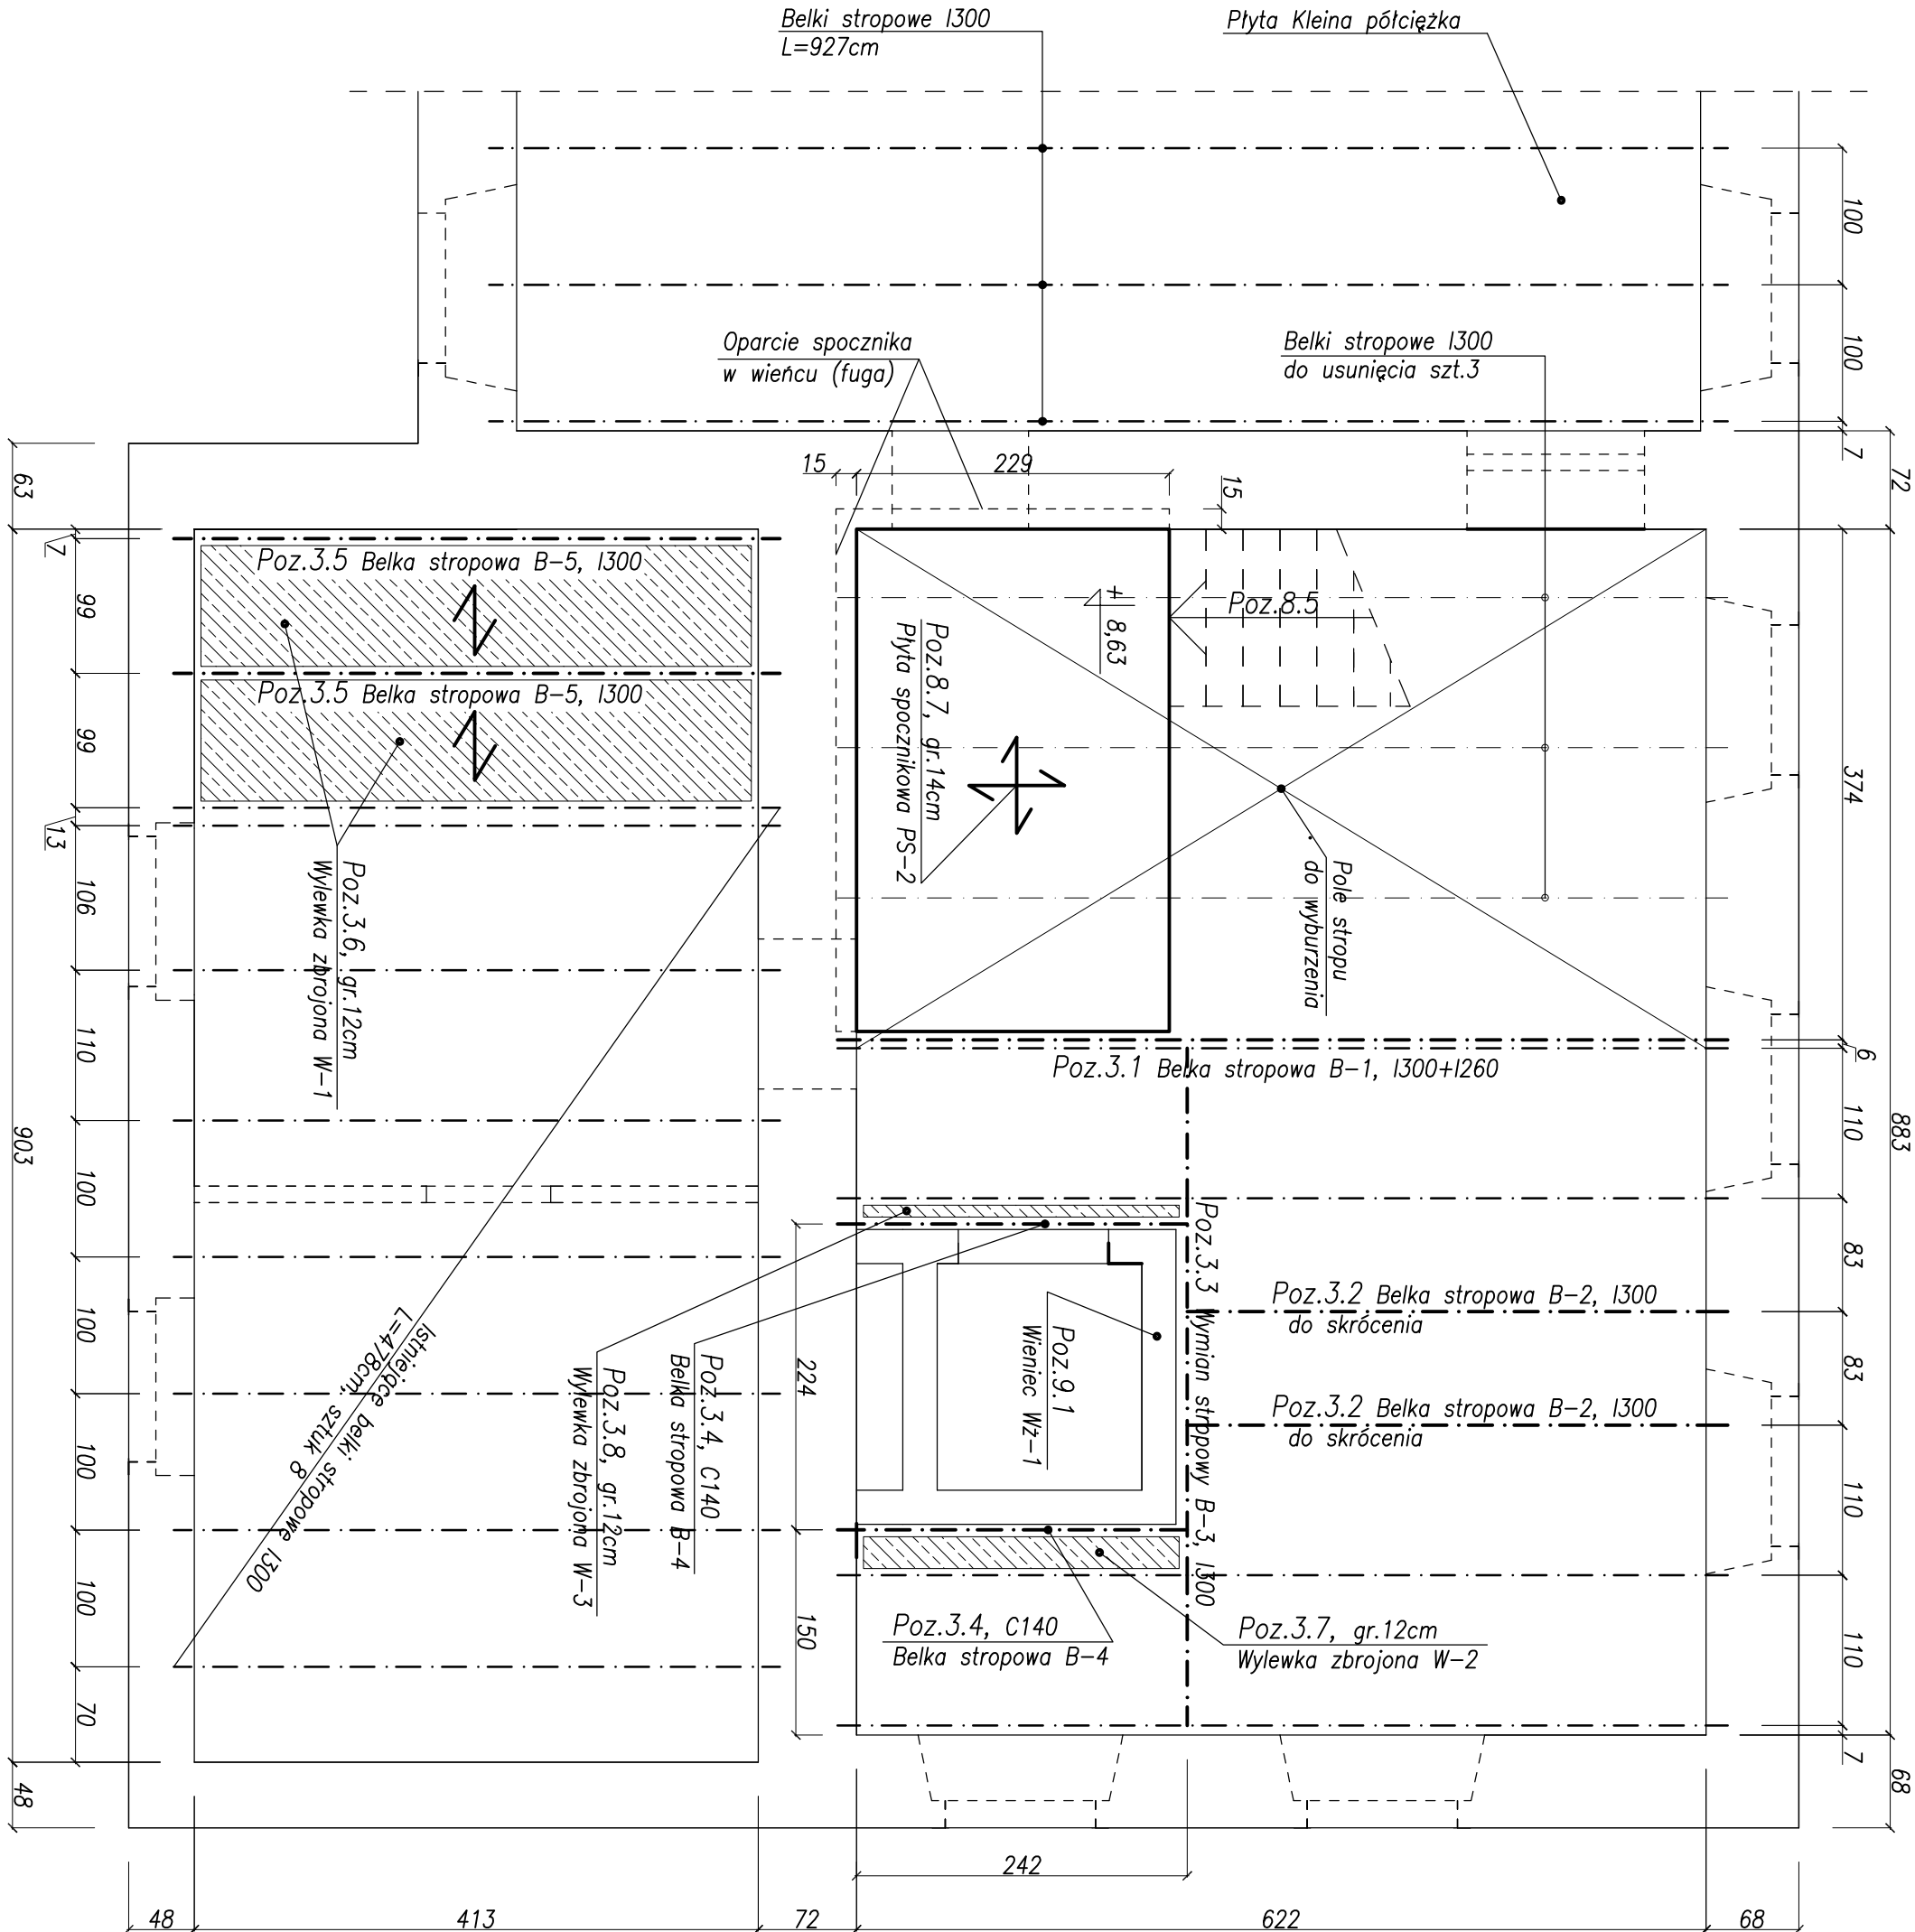 Belki stropowe I300
L=927cm
Płyta Kleina półciężka
100
100
7
72
Oparcie spocznika
w wieńcu (fuga)
Belki stropowe I300
do usunięcia szt.3
15
229
15
63
7
99
99
13
106
110
100
100
100
100
70
903
48
Poz.3.5 Belka stropowa B-5, I300
Poz.3.5 Belka stropowa B-5, I300
Poz.3.6, gr.12cm
Wylewka zbrojona W-1
+ 8,63
Poz.8.5
Poz.8.7, gr.14cm
Płyta spocznikowa PS-2
Pole stropu
do wyburzenia
374
6
110
883
83
83
110
110
7
68
Poz.3.1 Belka stropowa B-1, I300+I260
Poz.3.3 Wymian stropowy B-3, I300
Poz.3.2 Belka stropowa B-2, I300
do skrócenia
Poz.3.2 Belka stropowa B-2, I300
do skrócenia
Poz.9.1
Wieniec Wż-1
224
150
Istniejące belki stropowe I300
L=478cm, sztuk 8
Poz.3.4, C140
Belka stropowa B-4
Poz.3.8, gr.12cm
Wylewka zbrojona W-3
Poz.3.4, C140
Belka stropowa B-4
Poz.3.7, gr.12cm
Wylewka zbrojona W-2
242
48
413
72
622
68